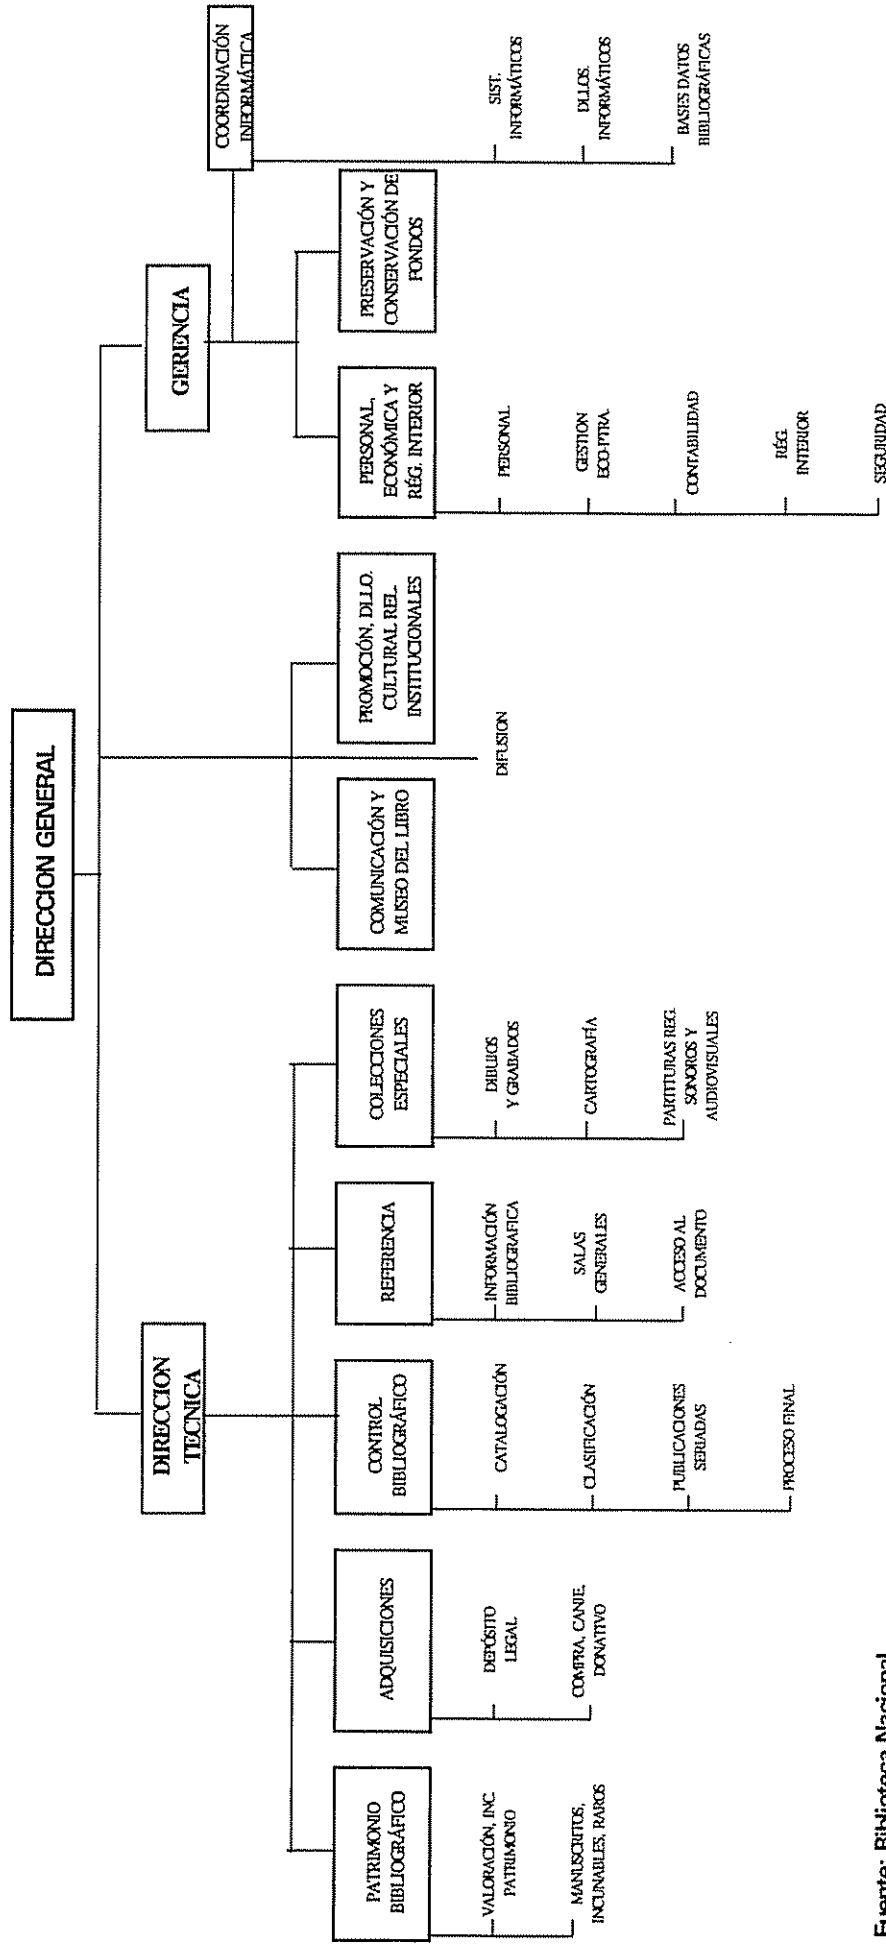 DIRECCION GENERAL
DIRECCION
TECNICA
GERENCIA
COORDINACIÓN
INFORMÁTICA
PATRIMONIO
BIBLIOGRÁFICO
ADQUISICIONES
CONTROL
BIBLIOGRÁFICO
REFERENCIA
COLECCIONES
ESPECIALES
COMUNICACIÓN Y
MUSEO DEL LIBRO
PROMOCIÓN, DLLO.
CULTURAL REL.
INSTITUCIONALES
PERSONAL,
ECONÓMICA Y
RÉG. INTERIOR
PRESERVACIÓN Y
CONSERVACIÓN DE
FONDOS
VALORACIÓN, INC.
PATRIMONIO
MANUSCRITOS,
INCUNABLES, RAROS
DEPÓSITO
LEGAL
COMPRA, CANJE,
DONATIVO
CATALOGACIÓN
CLASIFICACIÓN
PUBLICACIONES
SERIADAS
PROCESO FINAL
INFORMACIÓN
BIBLIOGRAFICA
SALAS
GENERALES
ACCESO AL
DOCUMENTO
DIBUJOS
Y GRABADOS
CARTOGRAFÍA
PARTITURAS REG.
SONOROS Y
AUDIOVISUALES
DIFUSION
PERSONAL
GESTION
ECO-PTRA.
CONTABILIDAD
RÉG.
INTERIOR
SEGURIDAD
SIST.
INFORMÁTICOS
DLLOS.
INFORMÁTICOS
BASES DATOS
BIBLIOGRÁFICAS
Fuente: Biblioteca Nacional